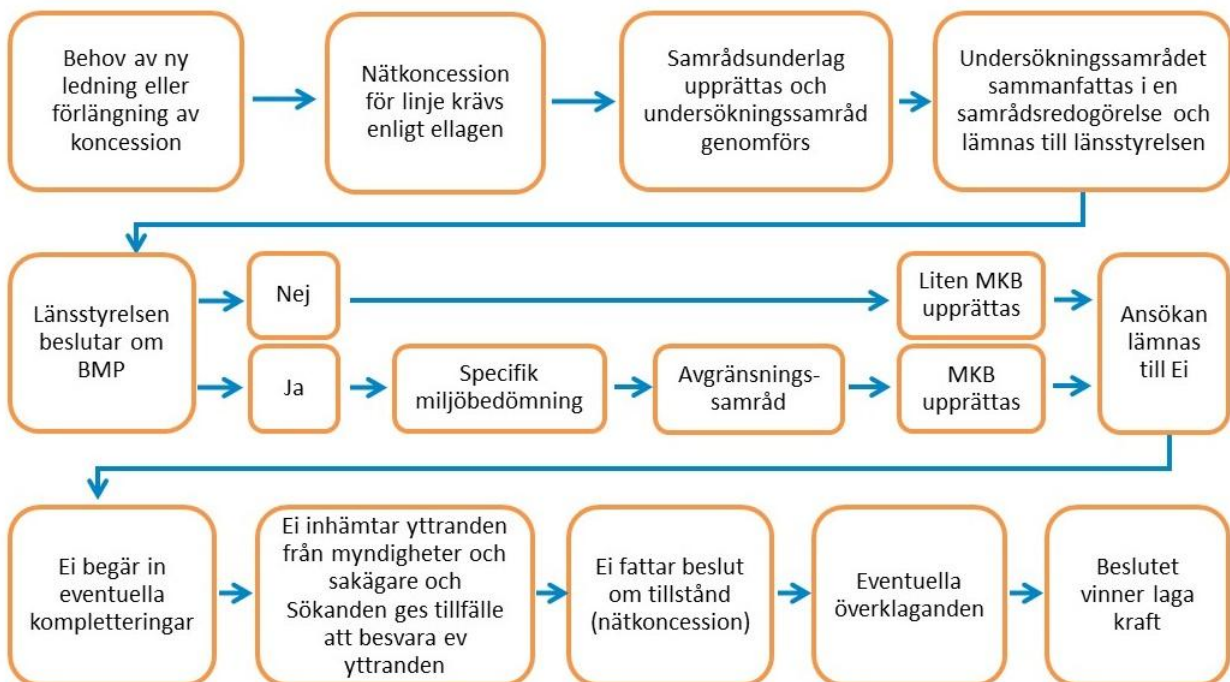 Behov av ny
ledning eller
förlängning av
koncession
Nätkoncession
för linje krävs
enligt ellagen
Samrådsunderlag
upprättas och
undersökningssamråd
genomförs
Undersökningssamrådet
sammanfattas i en
samrådsredogörelse och
lämnas till länsstyrelsen
Länsstyrelsen
beslutar om
BMP
Nej
Liten MKB
upprättas
Ja
Specifik
miljöbedömning
Avgränsnings-
samråd
MKB
upprättas
Ansökan
lämnas
till Ei
Ei begär in
eventuella
kompletteringar
Ei inhämtar yttranden
från myndigheter och
sakägare och
Sökanden ges tillfälle
att besvara ev
yttranden
Ei fattar beslut
om tillstånd
(nätkoncession)
Eventuella
överklaganden
Beslutet
vinner laga
kraft